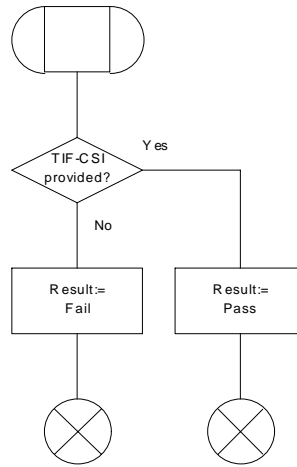 TIF-CSI
provided?
Yes
No
Result:=
Fail
Result:=
Pass